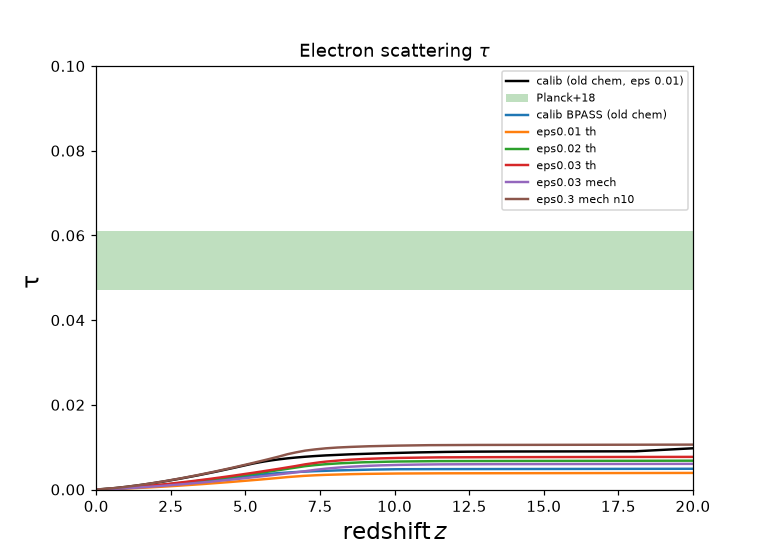 Electron scattering τ
0.10
0.08
0.06
0.04
0.02
0.00
τ
calib (old chem, eps 0.01)
Planck+18
calib BPASS (old chem)
eps0.01 th
eps0.02 th
eps0.03 th
eps0.03 mech
eps0.3 mech n10
0.0 2.5 5.0 7.5 10.0 12.5 15.0 17.5 20.0
redshift z